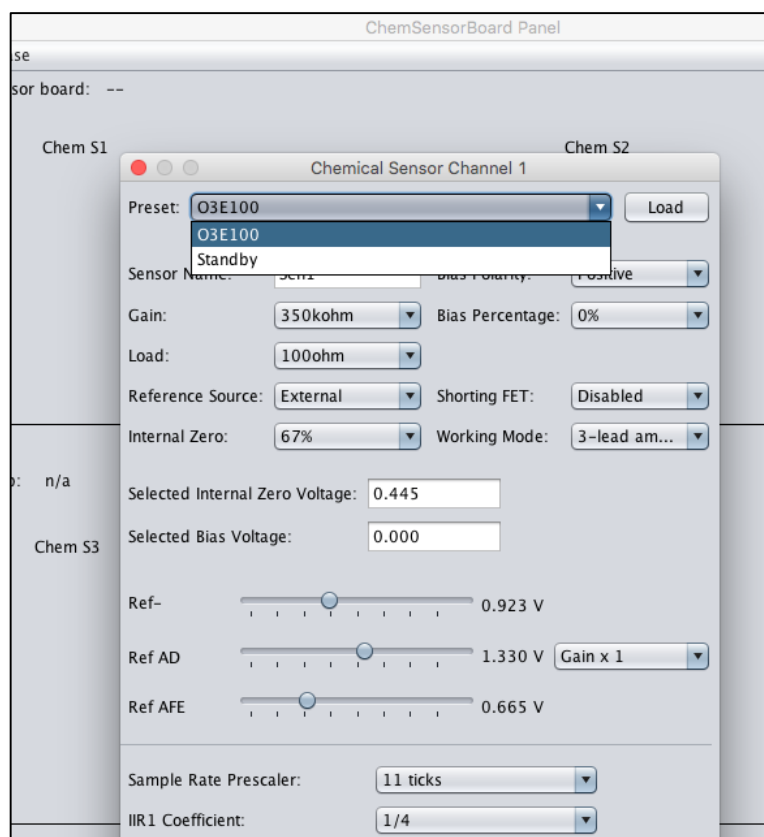 ChemSensorBoard Panel
se
sor board: --
Chem S1 Chem S2
Chemical Sensor Channel 1
Preset: O3E100 Load
O3E100
Standby
Sensor Name: Bias Polarity: Positive
Gain: 350kohm Bias Percentage: 0%
Load: 100ohm
Reference Source: External Shorting FET: Disabled
Internal Zero: 67% Working Mode: 3-lead am...
n/a
Selected Internal Zero Voltage: 0.445
Selected Bias Voltage: 0.000
Chem S3
Ref- 0.923 V
Ref AD 1.330 V Gain x 1
Ref AFE 0.665 V
Sample Rate Prescaler: 11 ticks
IIR1 Coefficient: 1/4